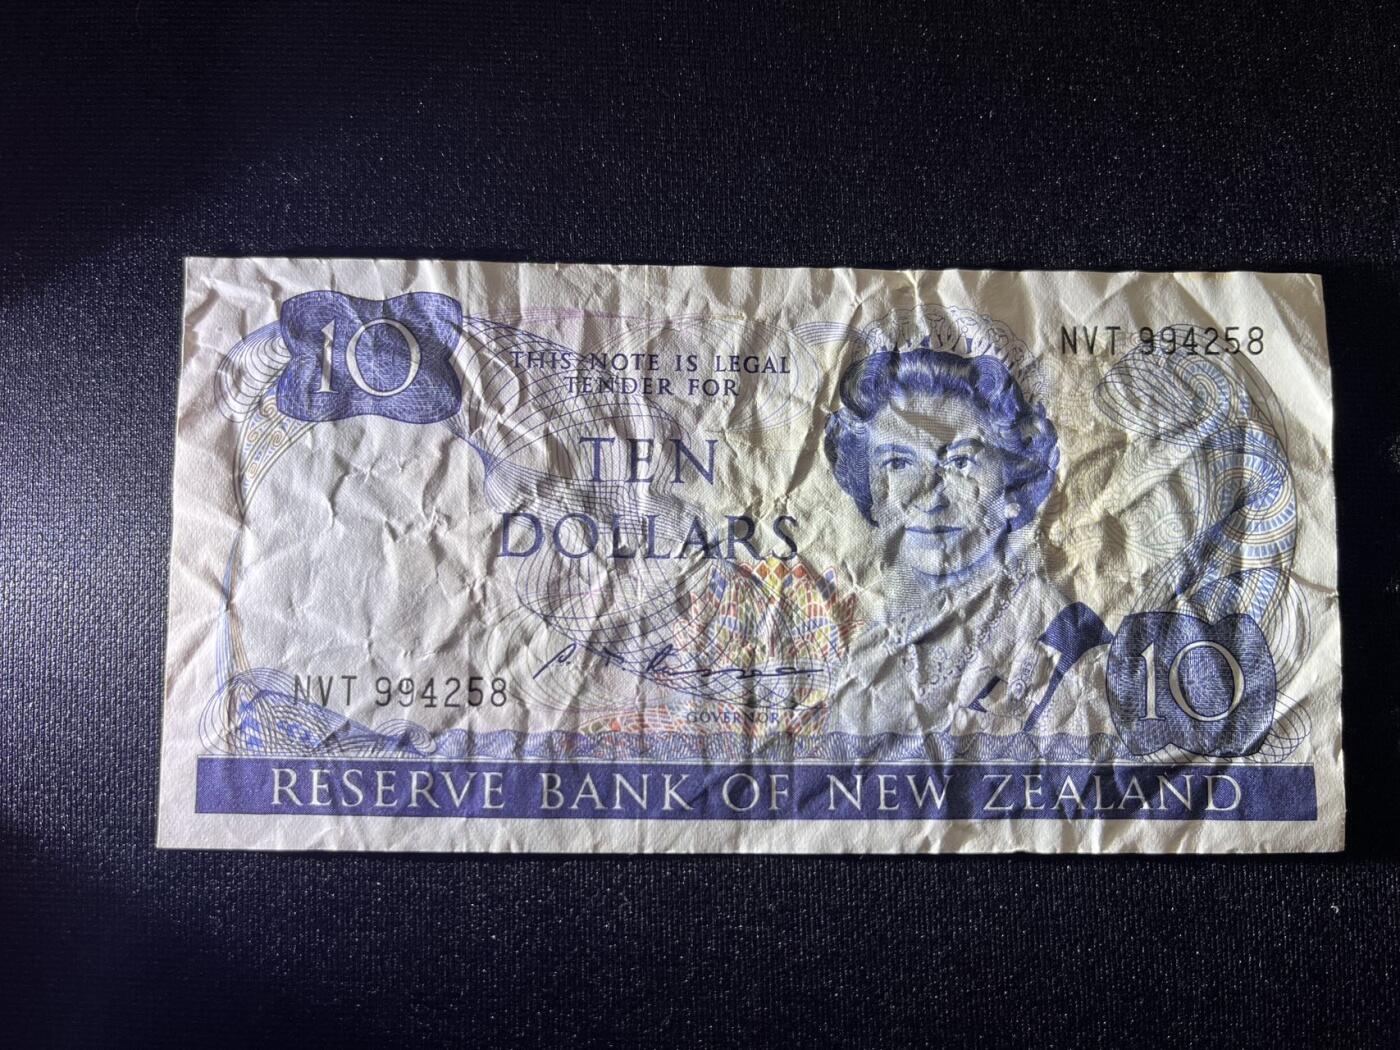 10
NVT 994258
THIS NOTE IS LEGAL
TENDER FOR
TEN
DOLLARS
NVT 994258
GOVERNOR
10
RESERVE BANK OF NEW ZEALAND